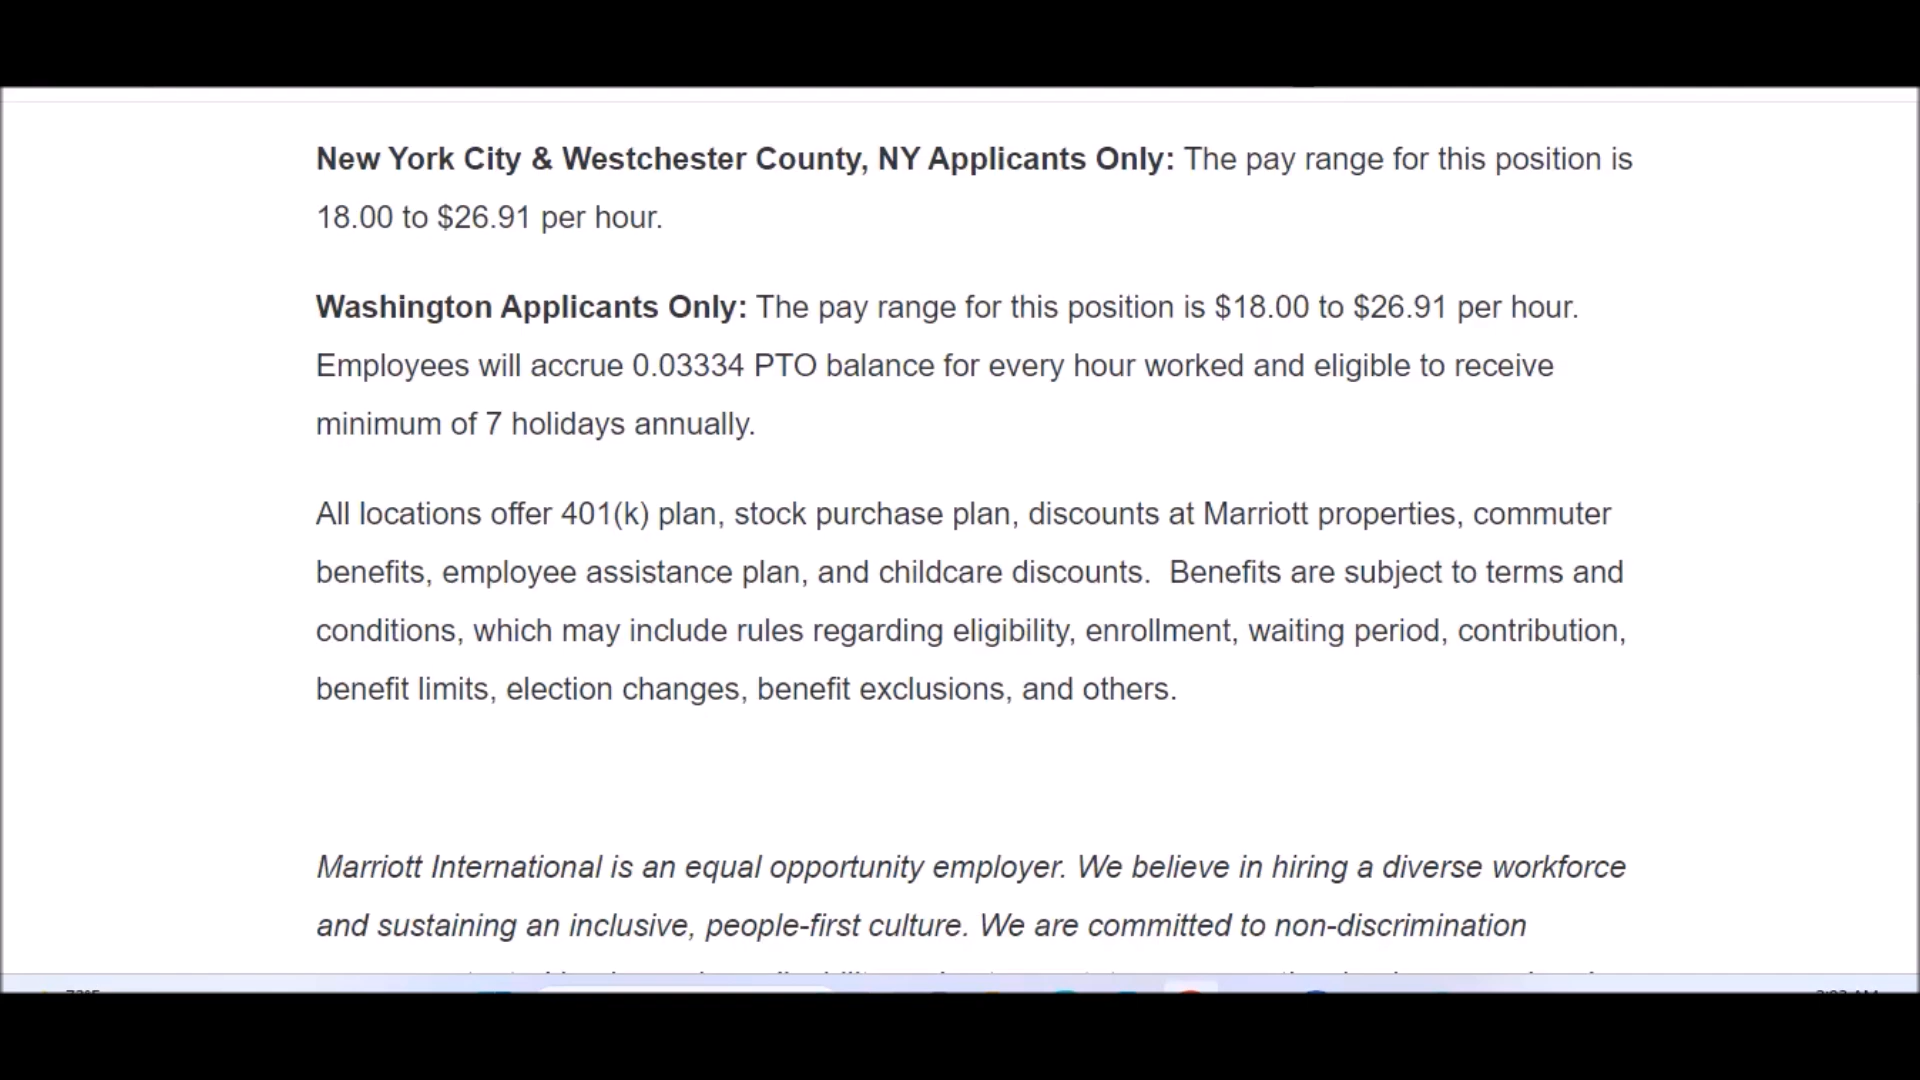 New York City & Westchester County, NY Applicants Only: The pay range for this position is
18.00 to $26.91 per hour.
Washington Applicants Only: The pay range for this position is $18.00 to $26.91 per hour.
Employees will accrue 0.03334 PTO balance for every hour worked and eligible to receive
minimum of 7 holidays annually.
All locations offer 401(k) plan, stock purchase plan, discounts at Marriott properties, commuter
benefits, employee assistance plan, and childcare discounts.  Benefits are subject to terms and
conditions, which may include rules regarding eligibility, enrollment, waiting period, contribution,
benefit limits, election changes, benefit exclusions, and others.
Marriott International is an equal opportunity employer. We believe in hiring a diverse workforce
and sustaining an inclusive, people-first culture. We are committed to non-discrimination